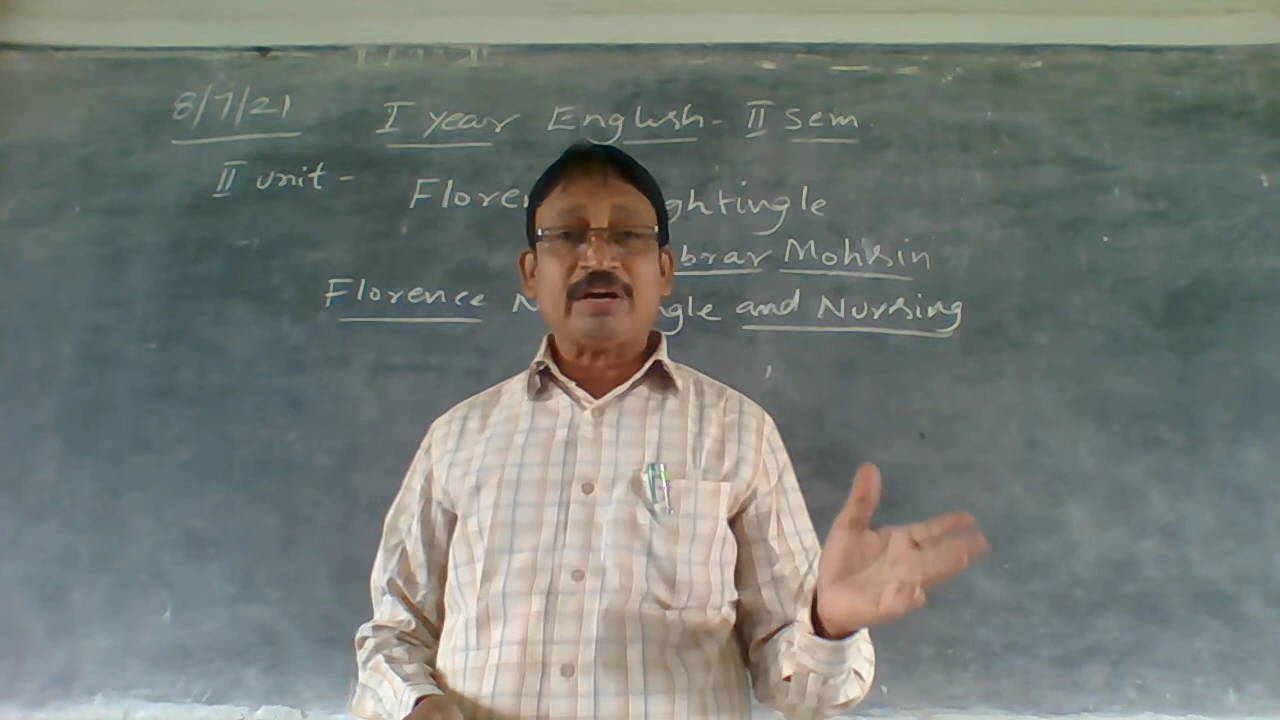 8/7/21 I year English - II sem
II unit - Flore ghtingle
brar Mohsin
Florence N gle and Nursing